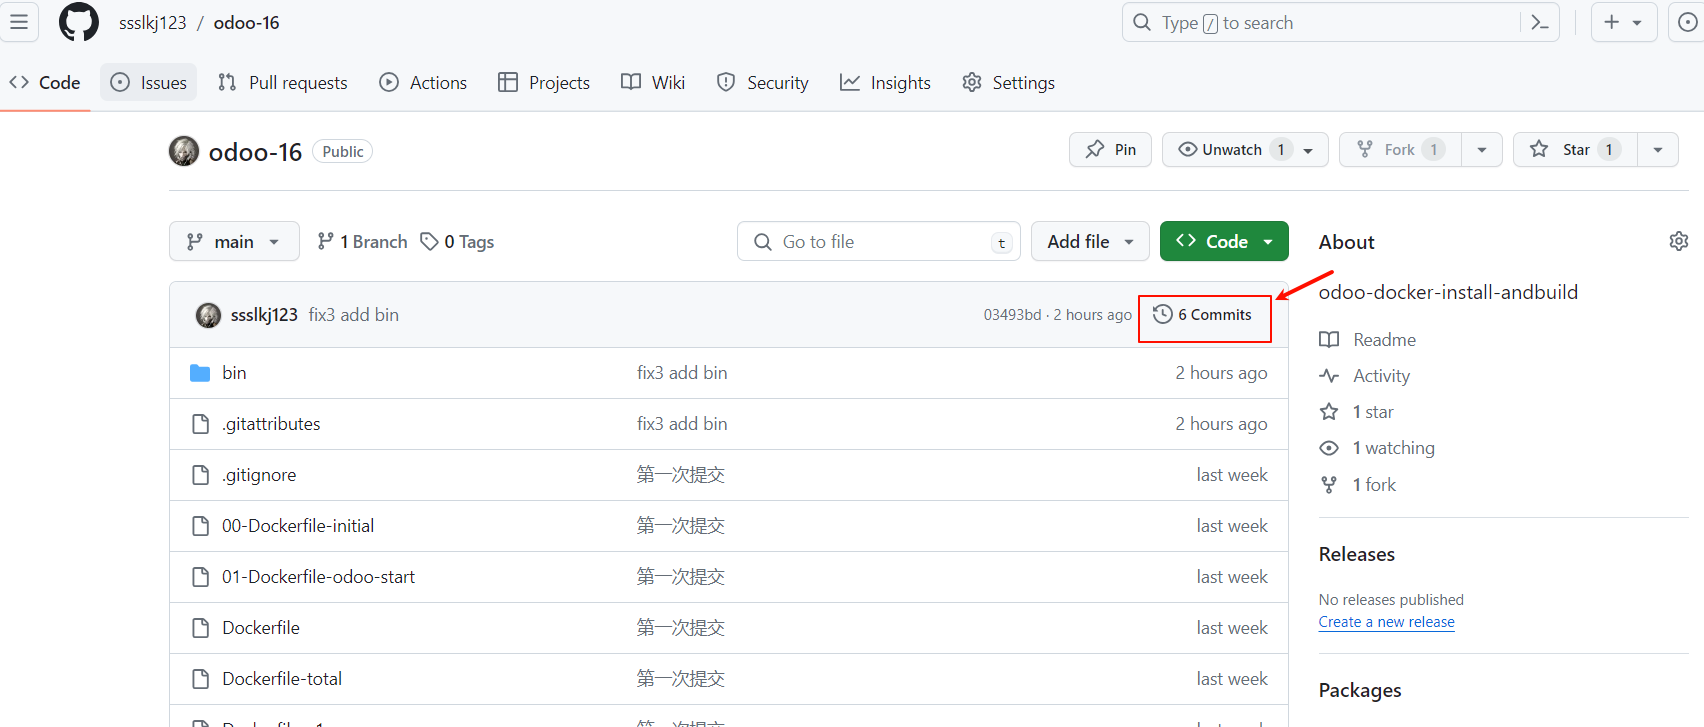 ssslkj123 / odoo-16
Type / to search
Code Issues Pull requests Actions Projects Wiki Security Insights Settings
odoo-16 Public
Pin Unwatch 1 Fork 1 Star 1
main 1 Branch 0 Tags Go to file t Add file Code
About
odoo-docker-install-andbuild
ssslkj123 fix3 add bin 03493bd · 2 hours ago 6 Commits
Readme
bin fix3 add bin 2 hours ago
Activity
1 star
.gitattributes fix3 add bin 2 hours ago
1 watching
.gitignore 第一次提交 last week
1 fork
00-Dockerfile-initial 第一次提交 last week
Releases
01-Dockerfile-odoo-start 第一次提交 last week
No releases published
Create a new release
Dockerfile 第一次提交 last week
Dockerfile-total 第一次提交 last week
Packages